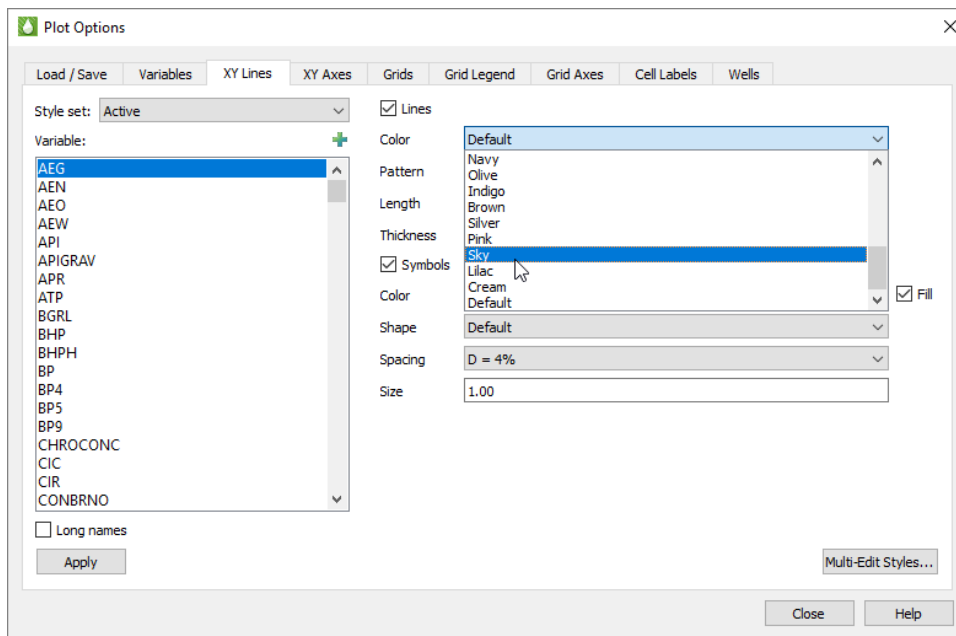 Plot Options
Load / Save Variables XY Lines XY Axes Grids Grid Legend Grid Axes Cell Labels Wells
Style set: Active
Variable:
AEG
AEN
AEO
AEW
API
APIGRAV
APR
ATP
BGRL
BHP
BHPH
BP
BP4
BP5
BP9
CHROCONC
CIC
CIR
CONBRNO
Long names
Apply
Lines
Color Default
Navy
Olive
Indigo
Brown
Silver
Pink
Sky
Lilac
Cream
Default
Pattern
Length
Thickness
Symbols
Color Fill
Shape Default
Spacing D = 4%
Size 1.00
Multi-Edit Styles...
Close Help